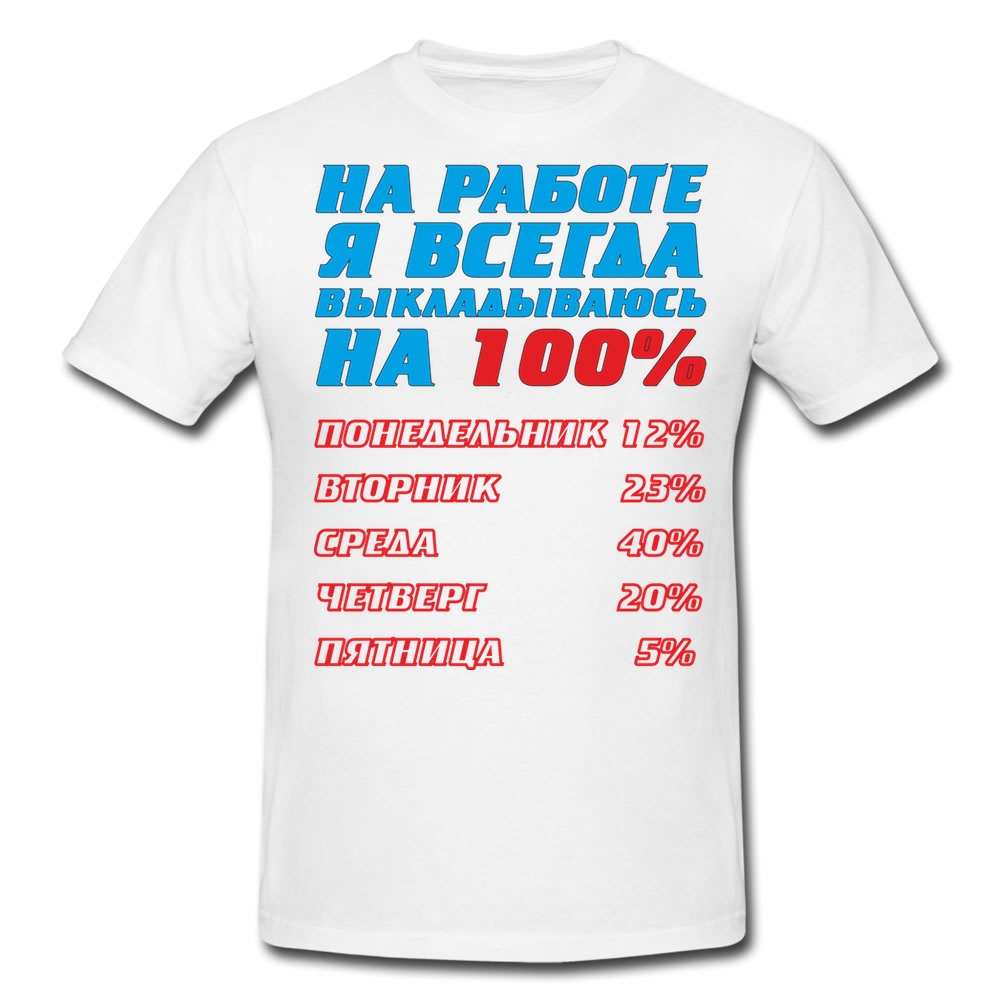 НА РАБОТЕ
Я ВСЕГДА
ВЫКЛАДЫВАЮСЬ
НА 100%
ПОНЕДЕЛЬНИК 12%
ВТОРНИК 23%
СРЕДА 40%
ЧЕТВЕРГ 20%
ПЯТНИЦА 5%